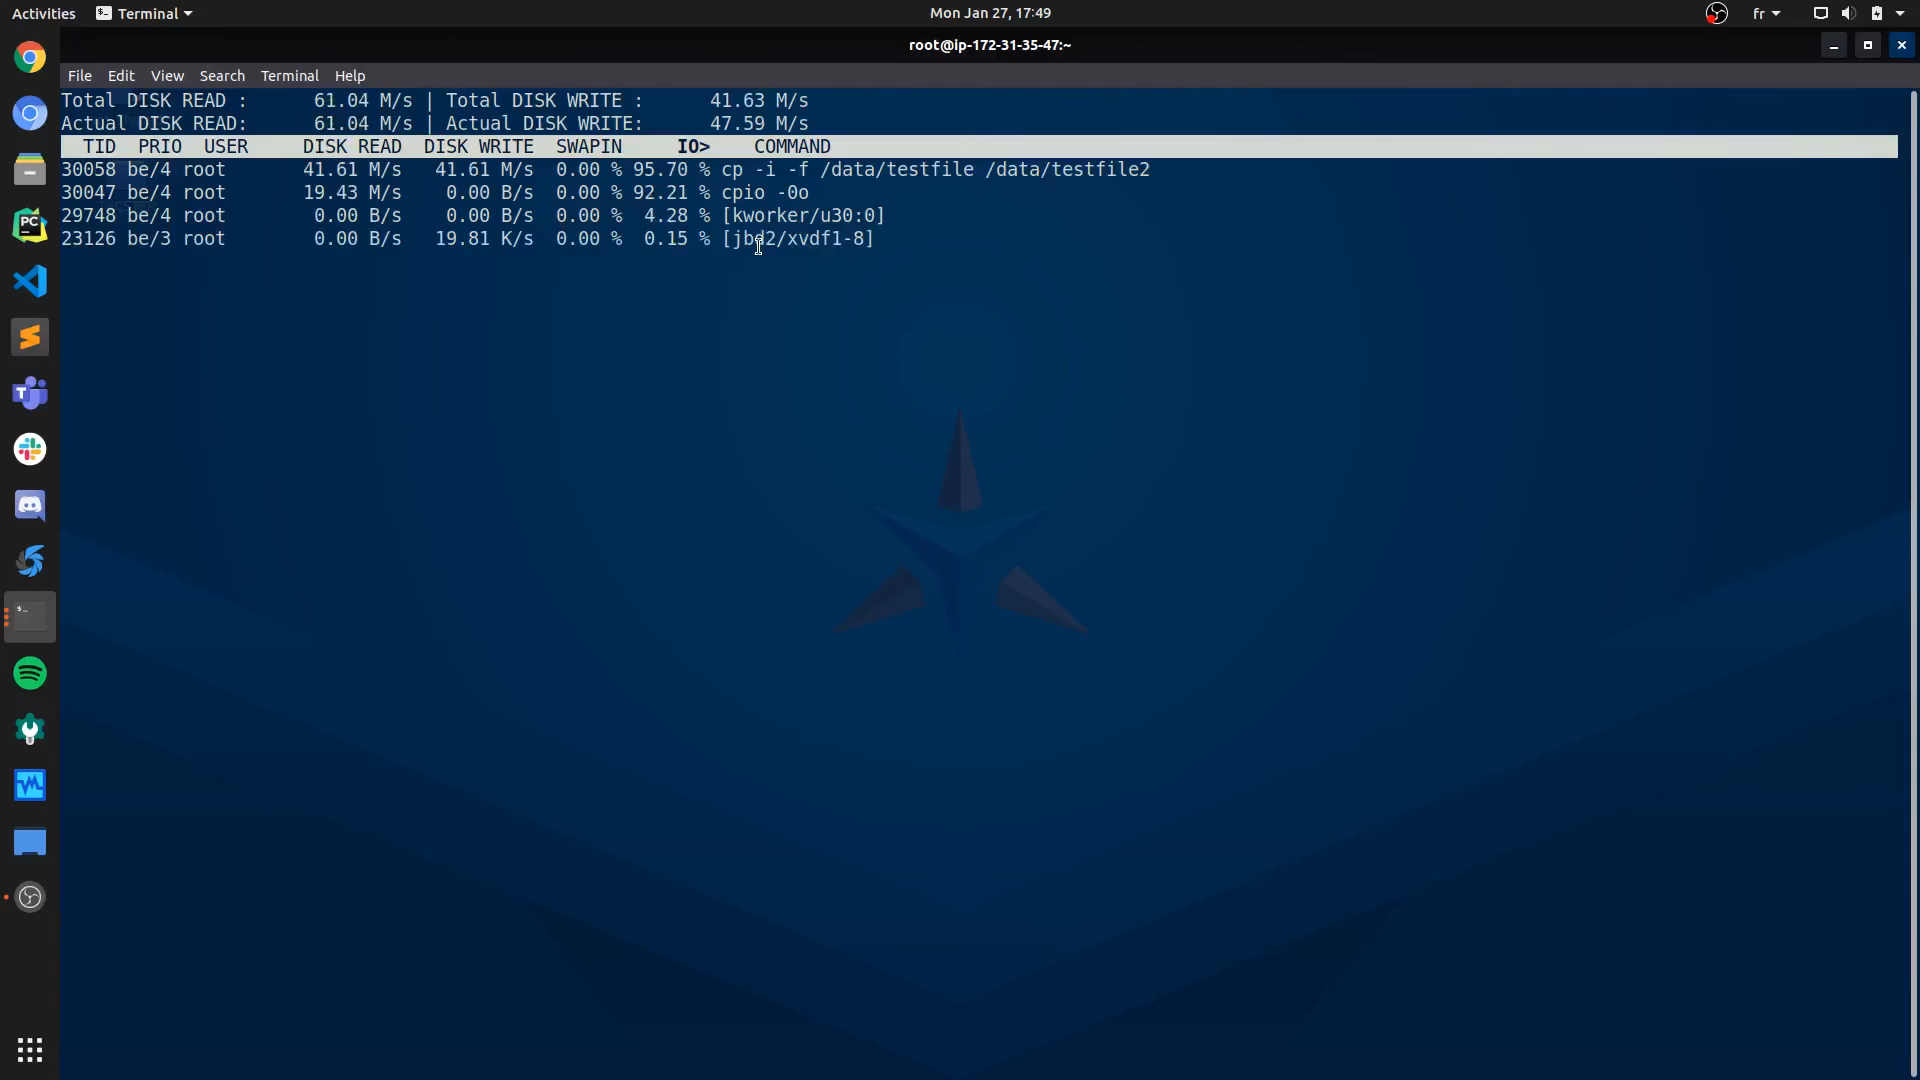 Activities Terminal Mon Jan 27, 17:49 fr
root@ip-172-31-35-47:~
File Edit View Search Terminal Help
Total DISK READ : 61.04 M/s | Total DISK WRITE : 41.63 M/s
Actual DISK READ: 61.04 M/s | Actual DISK WRITE: 47.59 M/s
TID PRIO USER DISK READ DISK WRITE SWAPIN IO> COMMAND
30058 be/4 root 41.61 M/s 41.61 M/s 0.00 % 95.70 % cp -i -f /data/testfile /data/testfile2
30047 be/4 root 19.43 M/s 0.00 B/s 0.00 % 92.21 % cpio -0o
29748 be/4 root 0.00 B/s 0.00 B/s 0.00 % 4.28 % [kworker/u30:0]
23126 be/3 root 0.00 B/s 19.81 K/s 0.00 % 0.15 % [jbd2/xvdf1-8]
PC
T